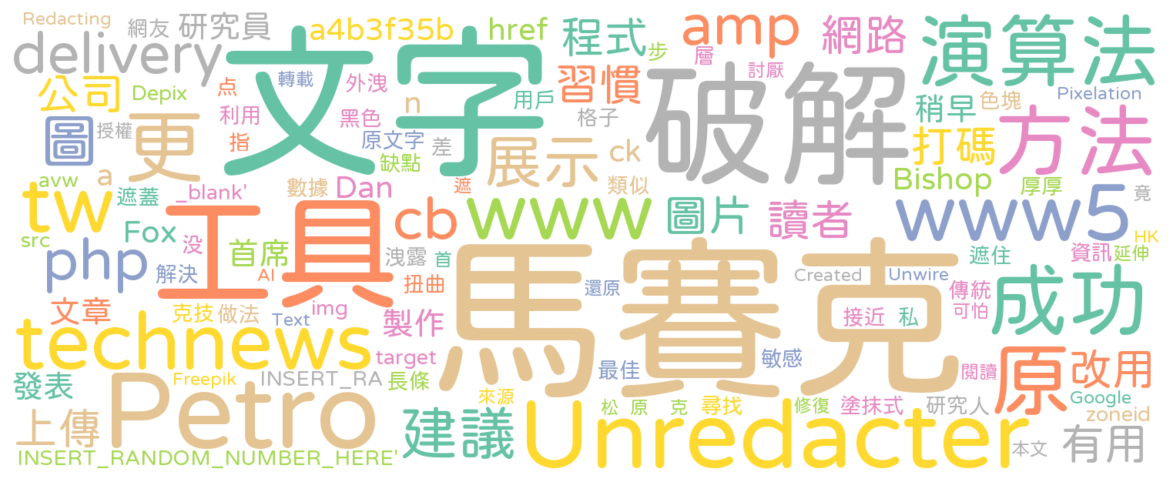 Redacting 網友 研究員 a4b3f35b href 程式 步 amp 網路 演算法
delivery 文字 層 討厭
公司 Depix 点 轉載 外洩 n 用戶 習慣 破解 稍早 色塊 Pixelation
圖 授權 更 利用 黑色 格子 打碼 方法
指 原文字 差 展示 ck
avw a 缺點 類似 Bishop 厚厚 竟
tw 遮蓋 _blank' 數據 Dan 遮 www 圖片 讀者 www5
src Fox 没 工具 cb HK
php 首席 洩露 首 馬賽克 Created Unwire 遮住 資訊 延伸
解決 AI 扭曲 還原 傳統 成功
文章 克技 做法 Text img 製作 接近 私 可怕
technews target 最佳 敏感 閱讀 原 改用
發表 Freepik INSERT_RA 長條 來源 Google
上傳 Petro 建議 Unredacter 松 原 克 尋找 修復 塗抹式 研究人 zoneid
INSERT_RANDOM_NUMBER_HERE' 本文 有用